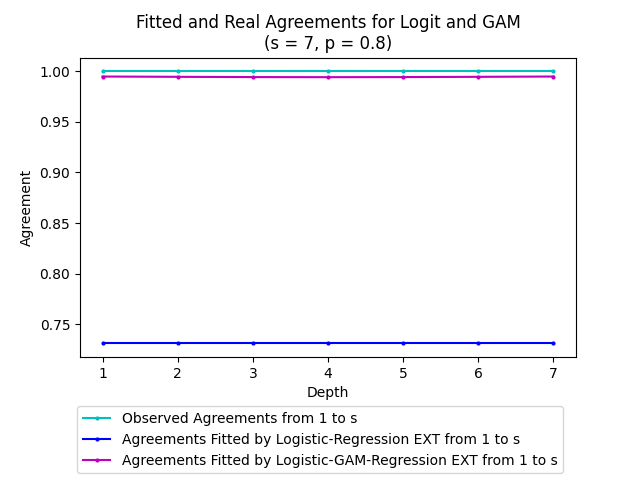 Fitted and Real Agreements for Logit and GAM
(s = 7, p = 0.8)
1.00
0.95
0.90
0.85
0.80
0.75
Agreement
1 2 3 4 5 6 7
Depth
Observed Agreements from 1 to s
Agreements Fitted by Logistic-Regression EXT from 1 to s
Agreements Fitted by Logistic-GAM-Regression EXT from 1 to s